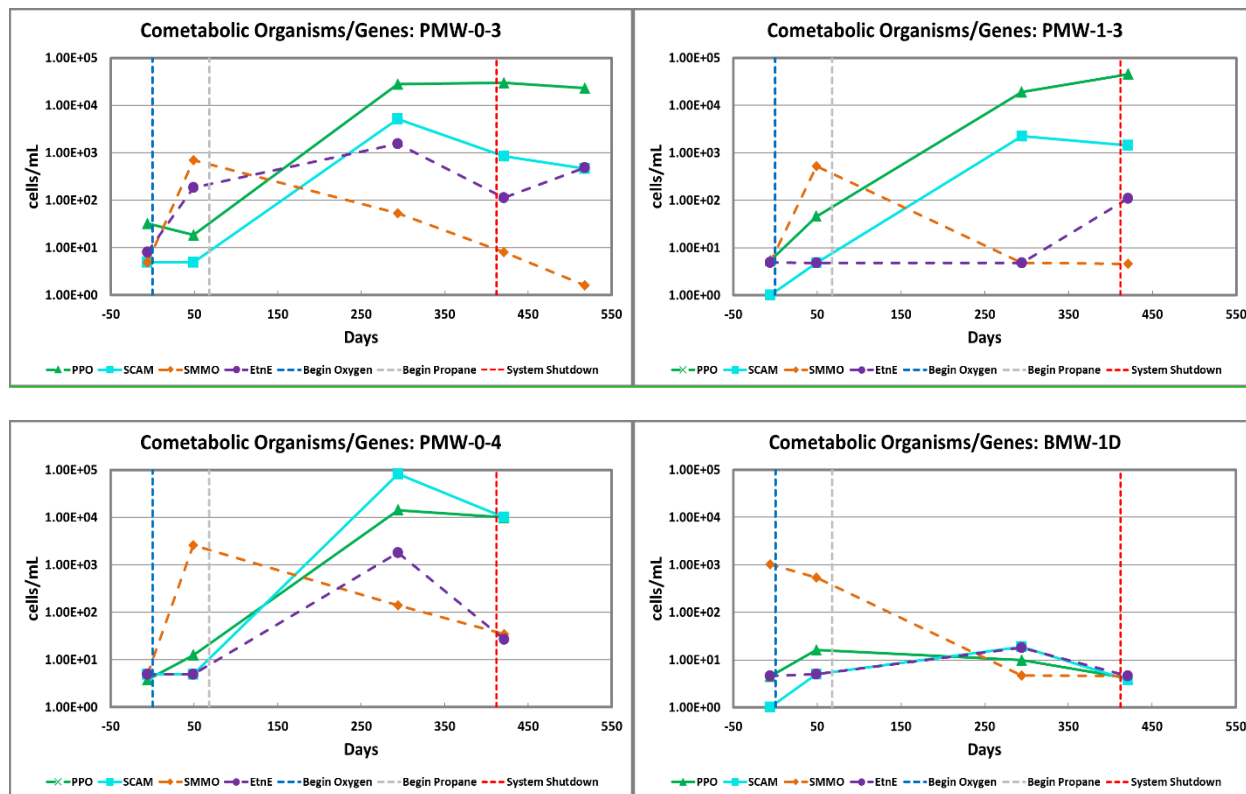 Cometabolic Organisms/Genes: PMW-0-3
1.00E+05
1.00E+04
1.00E+03
1.00E+02
1.00E+01
1.00E+00
cells/mL
-50 50 150 250 350 450 550
Days
PPO SCAM SMMO EtnE Begin Oxygen Begin Propane System Shutdown
Cometabolic Organisms/Genes: PMW-1-3
1.00E+05
1.00E+04
1.00E+03
1.00E+02
1.00E+01
1.00E+00
cells/mL
-50 50 150 250 350 450 550
Days
PPO SCAM SMMO EtnE Begin Oxygen Begin Propane System Shutdown
Cometabolic Organisms/Genes: PMW-0-4
1.00E+05
1.00E+04
1.00E+03
1.00E+02
1.00E+01
1.00E+00
cells/mL
-50 50 150 250 350 450 550
Days
PPO SCAM SMMO EtnE Begin Oxygen Begin Propane System Shutdown
Cometabolic Organisms/Genes: BMW-1D
1.00E+05
1.00E+04
1.00E+03
1.00E+02
1.00E+01
1.00E+00
cells/mL
-50 50 150 250 350 450 550
Days
PPO SCAM SMMO EtnE Begin Oxygen Begin Propane System Shutdown